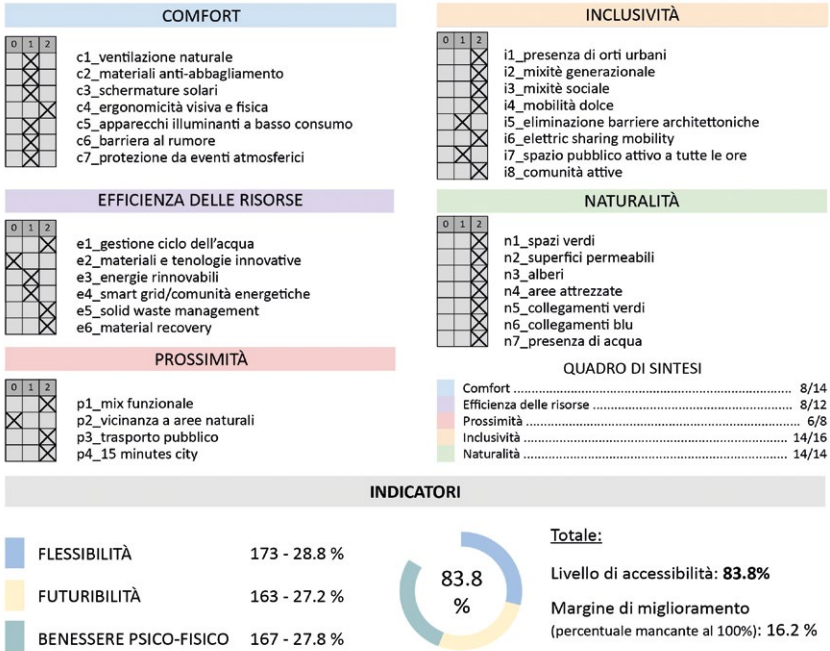 COMFORT
0 1 2
c1_ventilazione naturale
c2_materiali anti-abbagliamento
c3_schermature solari
c4_ergonomicità visiva e fisica
c5_apparecchi illuminanti a basso consumo
c6_barriera al rumore
c7_protezione da eventi atmosferici
EFFICIENZA DELLE RISORSE
0 1 2
e1_gestione ciclo dell'acqua
e2_materiali e tenologie innovative
e3_energie rinnovabili
e4_smart grid/comunità energetiche
e5_solid waste management
e6_material recovery
PROSSIMITÀ
0 1 2
p1_mix funzionale
p2_vicinanza a aree naturali
p3_trasporto pubblico
p4_15 minutes city
INCLUSIVITÀ
0 1 2
i1_presenza di orti urbani
i2_mixitè generazionale
i3_mixitè sociale
i4_mobilità dolce
i5_eliminazione barriere architettoniche
i6_elettric sharing mobility
i7_spazio pubblico attivo a tutte le ore
i8_comunità attive
NATURALITÀ
0 1 2
n1_spazi verdi
n2_superfici permeabili
n3_alberi
n4_aree attrezzate
n5_collegamenti verdi
n6_collegamenti blu
n7_presenza di acqua
QUADRO DI SINTESI
Comfort ........ 8/14
Efficienza delle risorse ........ 8/12
Prossimità ........ 6/8
Inclusività ........ 14/16
Naturalità ........ 14/14
INDICATORI
FLESSIBILITÀ 173 - 28.8 %
FUTURIBILITÀ 163 - 27.2 %
BENESSERE PSICO-FISICO 167 - 27.8 %
83.8
%
Totale:
Livello di accessibilità: 83.8%
Margine di miglioramento
(percentuale mancante al 100%): 16.2 %